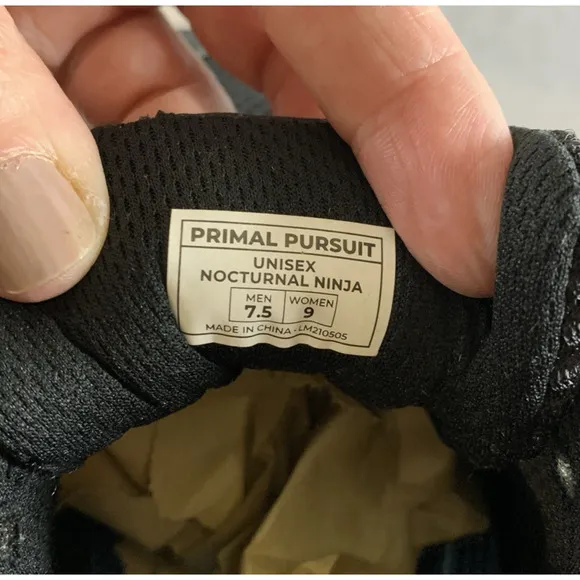 PRIMAL PURSUIT
UNISEX
NOCTURNAL NINJA
MEN WOMEN
7.5 9
MADE IN CHINA - LM210505